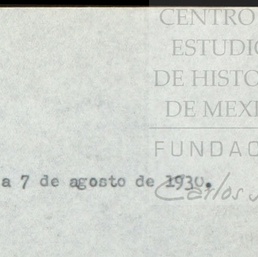 CENTRO
ESTUDIO
DE HISTO
DE MEXI
FUNDAC
a 7 de agosto de 1930.
Carlos